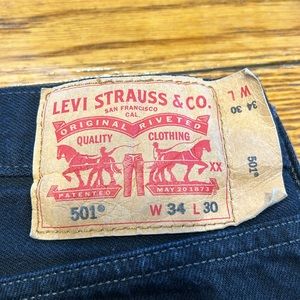 LEVI STRAUSS & CO.
SAN FRANCISCO
CAL.
ORIGINAL RIVETED
QUALITY CLOTHING
XX
PATENTED MAY 20 1873
501® W 34 L 30
W L
34 30
501®